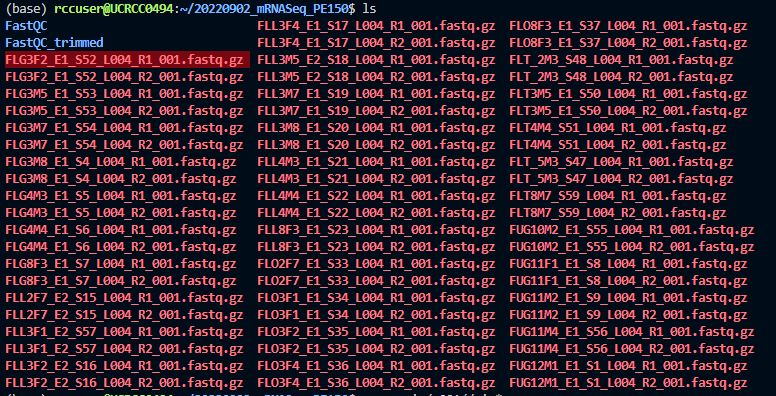 (base) rccuser@UCRCC0494:~/20220902_mRNASeq_PE150$ ls
FastQC FLL3F4_E1_S17_L004_R1_001.fastq.gz FLO8F3_E1_S37_L004_R1_001.fastq.gz
FastQC_trimmed FLL3F4_E1_S17_L004_R2_001.fastq.gz FLO8F3_E1_S37_L004_R2_001.fastq.gz
FLG3F2_E1_S52_L004_R1_001.fastq.gz FLL3M5_E2_S18_L004_R1_001.fastq.gz FLT_2M3_S48_L004_R1_001.fastq.gz
FLG3F2_E1_S52_L004_R2_001.fastq.gz FLL3M5_E2_S18_L004_R2_001.fastq.gz FLT_2M3_S48_L004_R2_001.fastq.gz
FLG3M5_E1_S53_L004_R1_001.fastq.gz FLL3M7_E1_S19_L004_R1_001.fastq.gz FLT3M5_E1_S50_L004_R1_001.fastq.gz
FLG3M5_E1_S53_L004_R2_001.fastq.gz FLL3M7_E1_S19_L004_R2_001.fastq.gz FLT3M5_E1_S50_L004_R2_001.fastq.gz
FLG3M7_E1_S54_L004_R1_001.fastq.gz FLL3M8_E1_S20_L004_R1_001.fastq.gz FLT4M4_S51_L004_R1_001.fastq.gz
FLG3M7_E1_S54_L004_R2_001.fastq.gz FLL3M8_E1_S20_L004_R2_001.fastq.gz FLT4M4_S51_L004_R2_001.fastq.gz
FLG3M8_E1_S4_L004_R1_001.fastq.gz FLL4M3_E1_S21_L004_R1_001.fastq.gz FLT_5M3_S47_L004_R1_001.fastq.gz
FLG3M8_E1_S4_L004_R2_001.fastq.gz FLL4M3_E1_S21_L004_R2_001.fastq.gz FLT_5M3_S47_L004_R2_001.fastq.gz
FLG4M3_E1_S5_L004_R1_001.fastq.gz FLL4M4_E1_S22_L004_R1_001.fastq.gz FLT8M7_S59_L004_R1_001.fastq.gz
FLG4M3_E1_S5_L004_R2_001.fastq.gz FLL4M4_E1_S22_L004_R2_001.fastq.gz FLT8M7_S59_L004_R2_001.fastq.gz
FLG4M4_E1_S6_L004_R1_001.fastq.gz FLL8F3_E1_S23_L004_R1_001.fastq.gz FUG10M2_E1_S55_L004_R1_001.fastq.gz
FLG4M4_E1_S6_L004_R2_001.fastq.gz FLL8F3_E1_S23_L004_R2_001.fastq.gz FUG10M2_E1_S55_L004_R2_001.fastq.gz
FLG8F3_E1_S7_L004_R1_001.fastq.gz FLO2F7_E1_S33_L004_R1_001.fastq.gz FUG11F1_E1_S8_L004_R1_001.fastq.gz
FLG8F3_E1_S7_L004_R2_001.fastq.gz FLO2F7_E1_S33_L004_R2_001.fastq.gz FUG11F1_E1_S8_L004_R2_001.fastq.gz
FLL2F7_E2_S15_L004_R1_001.fastq.gz FLO3F1_E1_S34_L004_R1_001.fastq.gz FUG11M2_E1_S9_L004_R1_001.fastq.gz
FLL2F7_E2_S15_L004_R2_001.fastq.gz FLO3F1_E1_S34_L004_R2_001.fastq.gz FUG11M2_E1_S9_L004_R2_001.fastq.gz
FLL3F1_E2_S57_L004_R1_001.fastq.gz FLO3F2_E1_S35_L004_R1_001.fastq.gz FUG11M4_E1_S56_L004_R1_001.fastq.gz
FLL3F1_E2_S57_L004_R2_001.fastq.gz FLO3F2_E1_S35_L004_R2_001.fastq.gz FUG11M4_E1_S56_L004_R2_001.fastq.gz
FLL3F2_E2_S16_L004_R1_001.fastq.gz FLO3F4_E1_S36_L004_R1_001.fastq.gz FUG12M1_E1_S1_L004_R1_001.fastq.gz
FLL3F2_E2_S16_L004_R2_001.fastq.gz FLO3F4_E1_S36_L004_R2_001.fastq.gz FUG12M1_E1_S1_L004_R2_001.fastq.gz